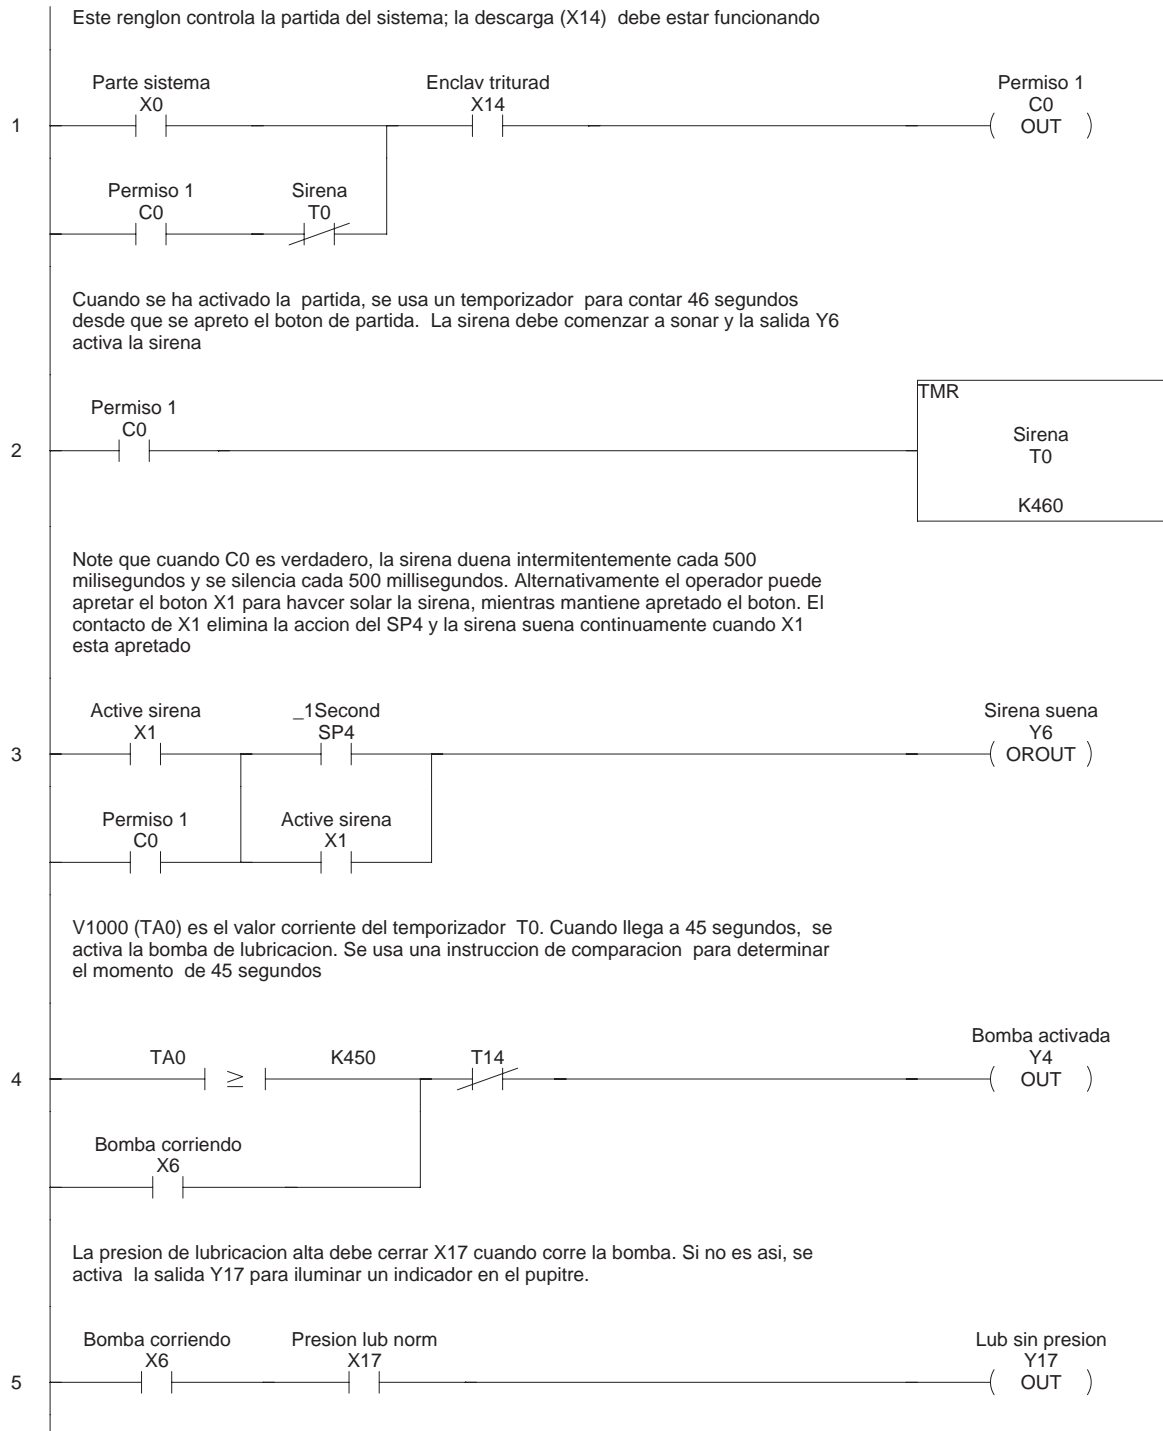 Este renglon controla la partida del sistema; la descarga (X14)  debe estar funcionando
Parte sistema
X0
Enclav triturad
X14
Permiso 1
C0
OUT
1
Permiso 1
C0
Sirena
T0
Cuando se ha activado la  partida, se usa un temporizador  para contar 46 segundos
desde que se apreto el boton de partida.  La sirena debe comenzar a sonar y la salida Y6
activa la sirena
Permiso 1
C0
2
TMR
Sirena
T0
K460
Note que cuando C0 es verdadero, la sirena duena intermitentemente cada 500
milisegundos y se silencia cada 500 millisegundos. Alternativamente el operador puede
apretar el boton X1 para havcer solar la sirena, mientras mantiene apretado el boton. El
contacto de X1 elimina la accion del SP4 y la sirena suena continuamente cuando X1
esta apretado
Active sirena
X1
_1Second
SP4
Sirena suena
Y6
OROUT
3
Permiso 1
C0
Active sirena
X1
V1000 (TA0) es el valor corriente del temporizador  T0. Cuando llega a 45 segundos,  se
activa la bomba de lubricacion. Se usa una instruccion de comparacion  para determinar
el momento  de 45 segundos
TA0
≥
K450
T14
Bomba activada
Y4
OUT
4
Bomba corriendo
X6
La presion de lubricacion alta debe cerrar X17 cuando corre la bomba. Si no es asi, se
activa  la salida Y17 para iluminar un indicador en el pupitre.
Bomba corriendo
X6
Presion lub norm
X17
Lub sin presion
Y17
OUT
5